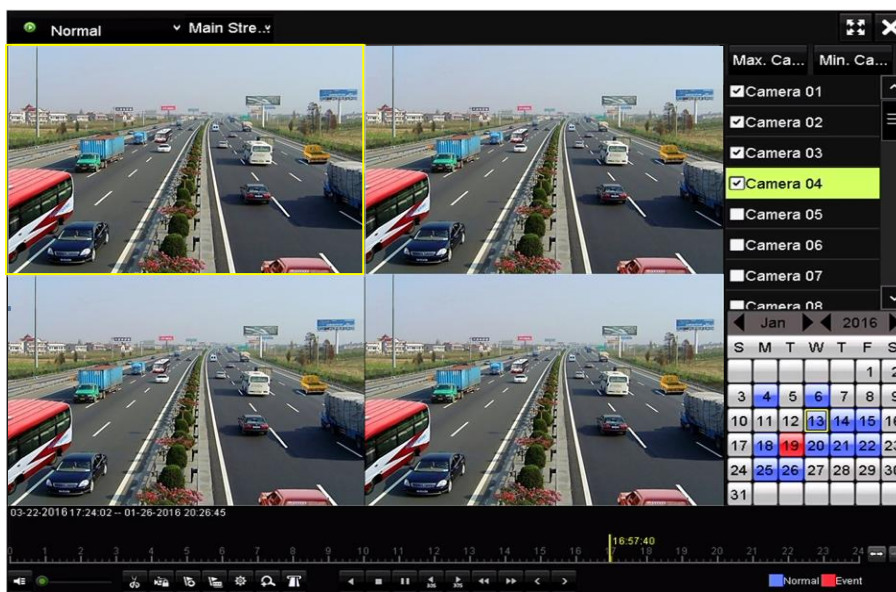 Normal Main Stre..
Max. Ca... Min. Ca...
Camera 01
Camera 02
Camera 03
Camera 04
Camera 05
Camera 06
Camera 07
Camera 08
Jan 2016
S M T W T F S
1 2
3 4 5 6 7 8 9
10 11 12 13 14 15 16
17 18 19 20 21 22 23
24 25 26 27 28 29 30
31
03-22-2016 17:24:02 -- 01-26-2016 20:26:45
16:57:40
0 1 2 3 4 5 6 7 8 9 10 11 12 13 14 15 16 17 18 19 20 21 22 23 24
30S 30S
Normal Event